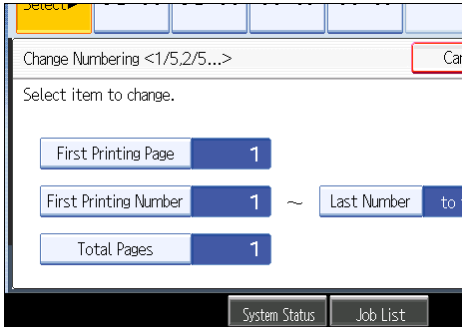 Select►
Change Numbering <1/5,2/5...>
Select item to change.
First Printing Page 1
First Printing Number 1 ~ Last Number to
Total Pages 1
System Status Job List